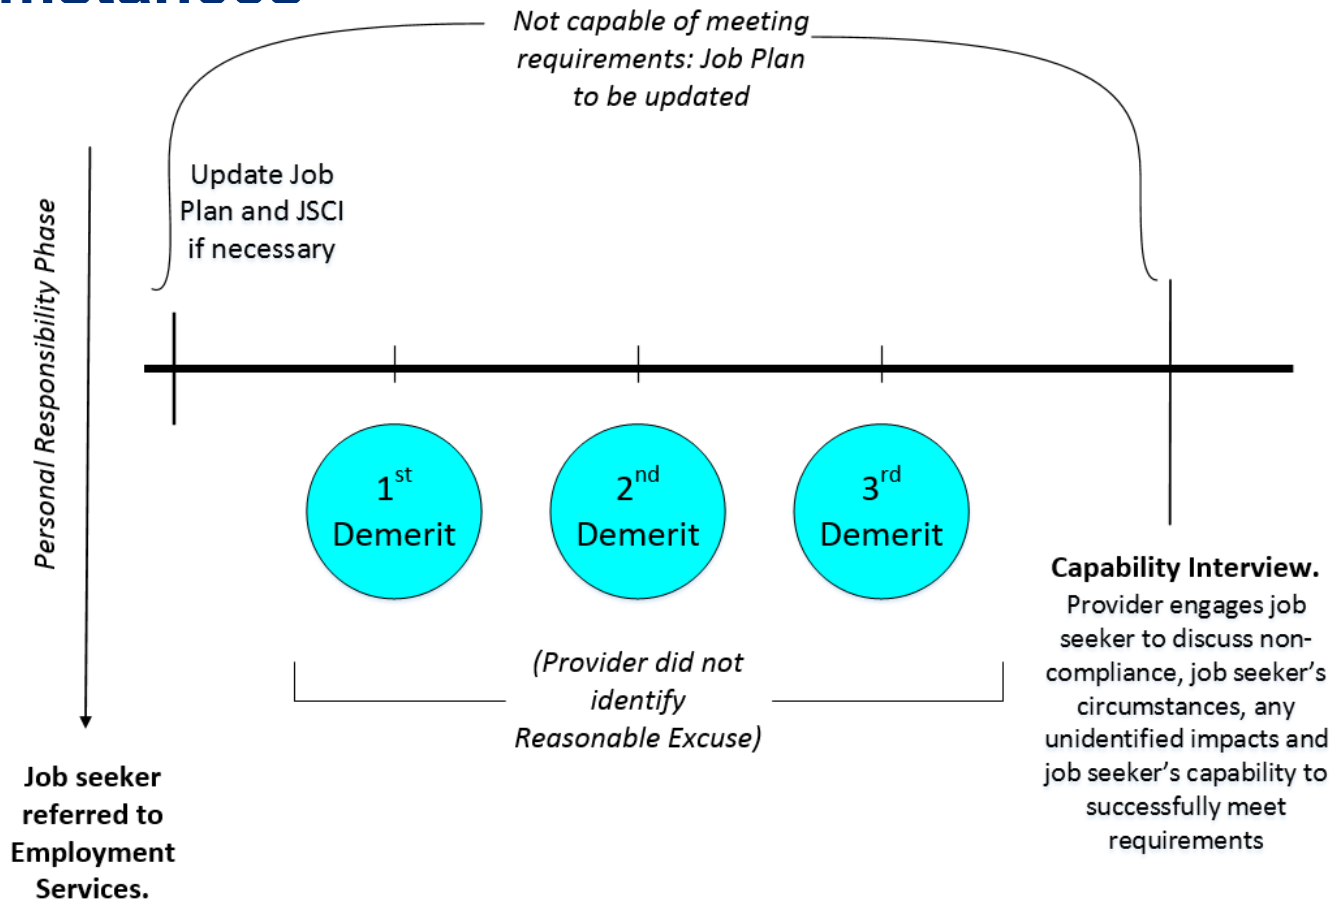 Not capable of meeting
requirements: Job Plan
to be updated
Update Job
Plan and JSCI
if necessary
Personal Responsibility Phase
1st
Demerit
2nd
Demerit
3rd
Demerit
(Provider did not
identify
Reasonable Excuse)
Capability Interview.
Provider engages job
seeker to discuss non-
compliance, job seeker’s
circumstances, any
unidentified impacts and
job seeker’s capability to
successfully meet
requirements
Job seeker
referred to
Employment
Services.